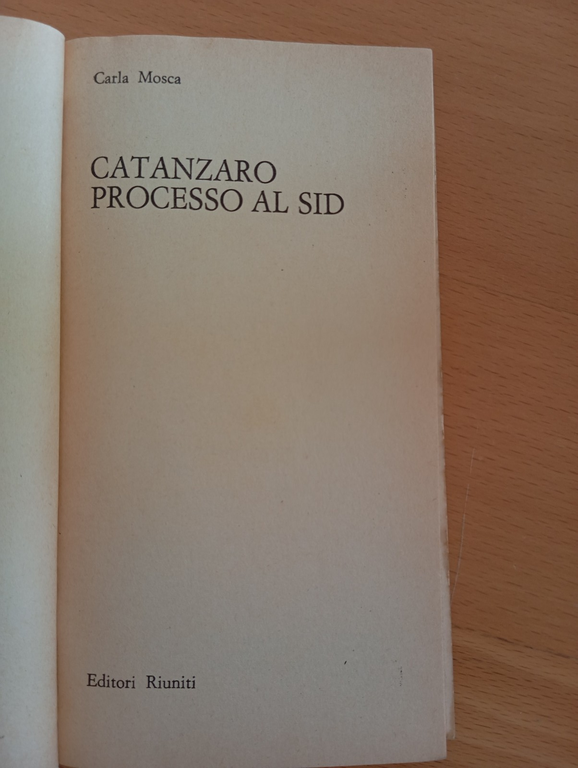 Carla Mosca
CATANZARO
PROCESSO AL SID
Editori Riuniti